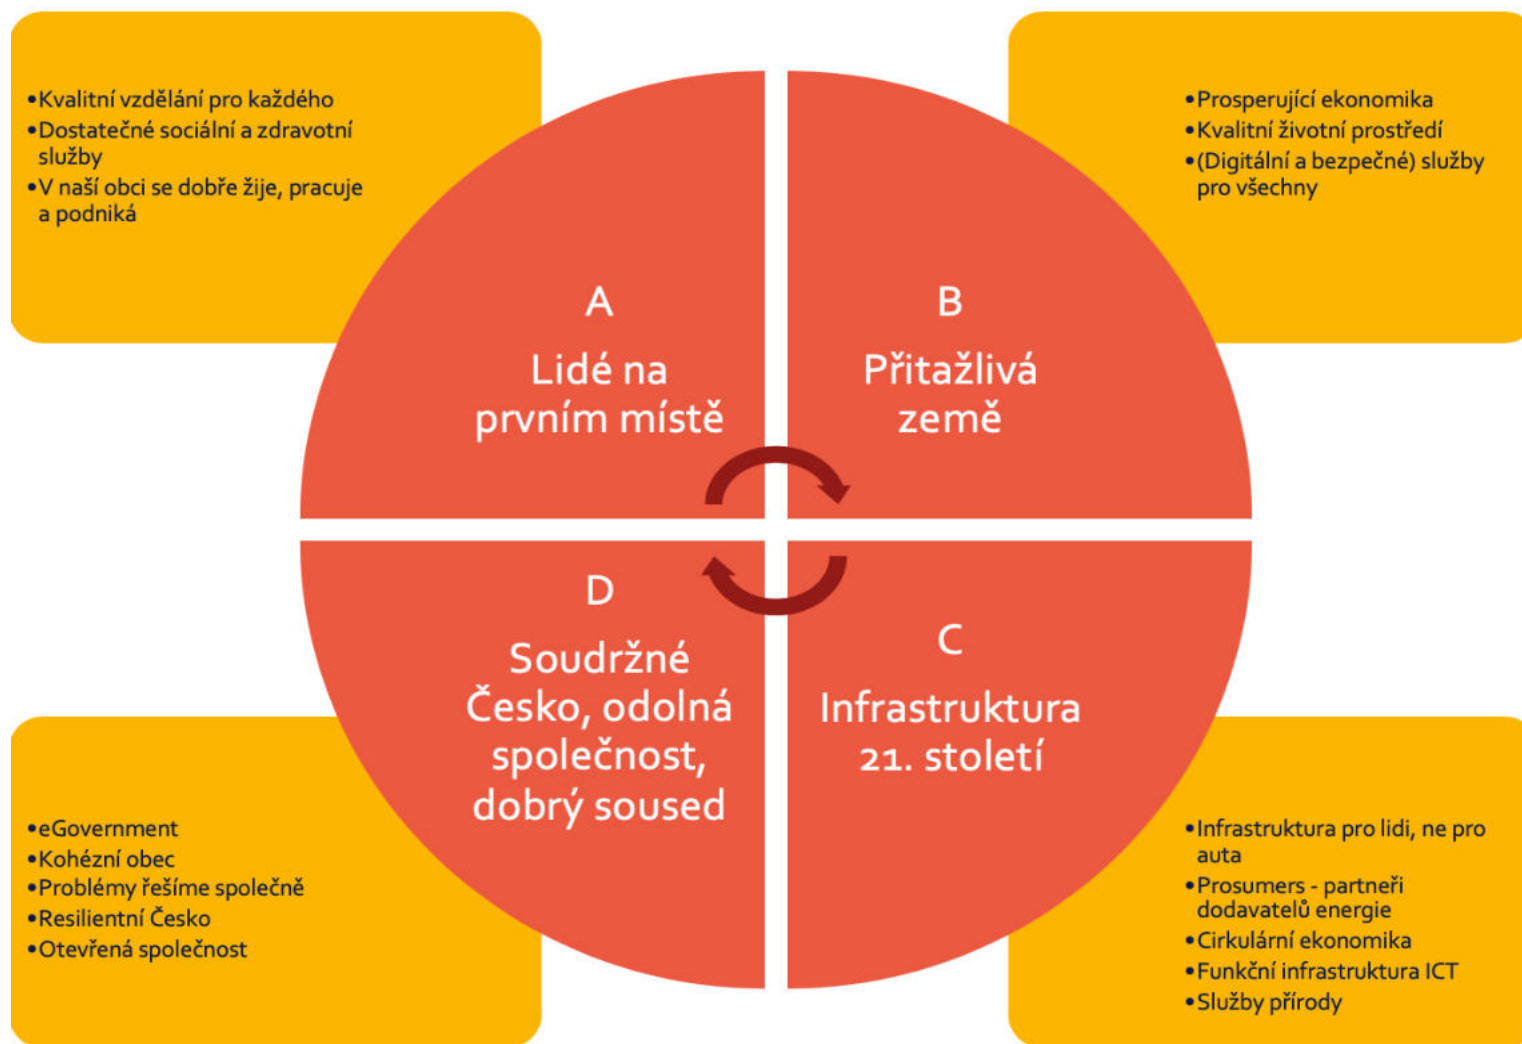 •Kvalitní vzdělání pro každého
•Dostatečné sociální a zdravotní
služby
•V naší obci se dobře žije, pracuje
a podniká
•Prosperující ekonomika
•Kvalitní životní prostředí
•(Digitální a bezpečné) služby
pro všechny
A
Lidé na
prvním místě
B
Přitažlivá
země
D
Soudržné
Česko, odolná
společnost,
dobrý soused
C
Infrastruktura
21. století
•eGovernment
•Kohézní obec
•Problémy řešíme společně
•Resilientní Česko
•Otevřená společnost
•Infrastruktura pro lidi, ne pro
auta
•Prosumers - partneři
dodavatelů energie
•Cirkulární ekonomika
•Funkční infrastruktura ICT
•Služby přírody